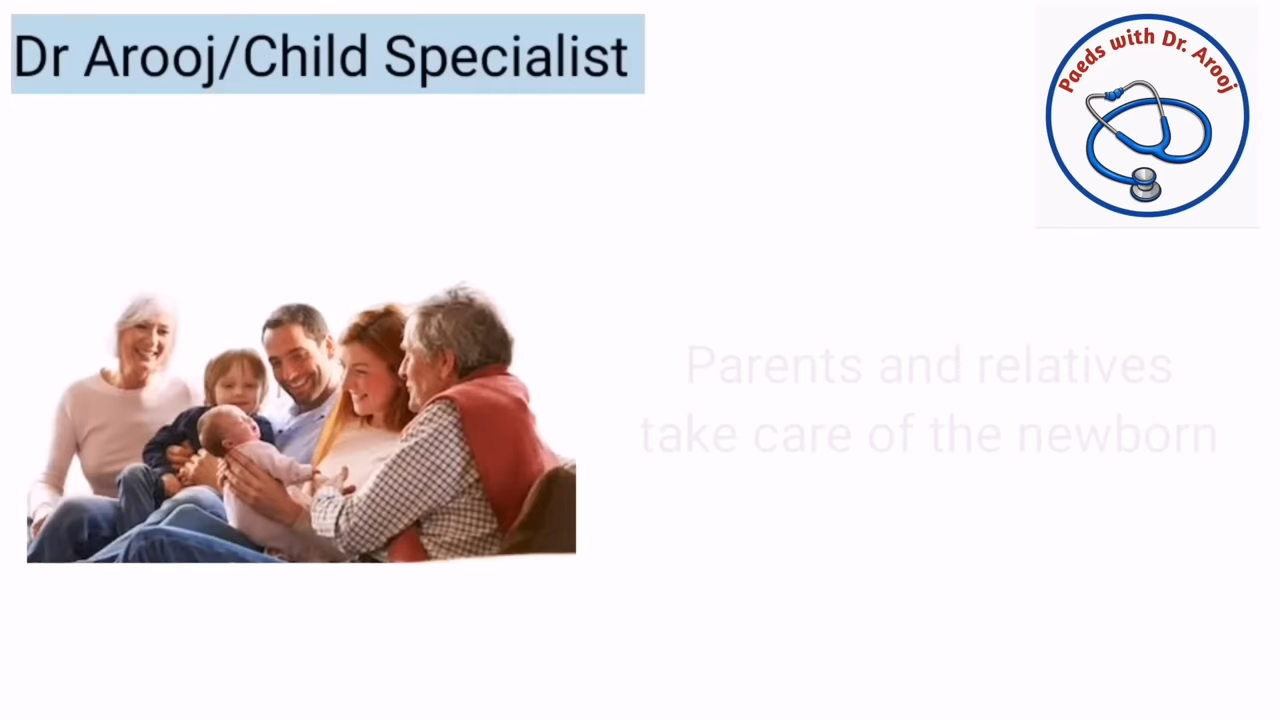 Dr Arooj/Child Specialist
Paeds with Dr. Arooj
Parents and relatives
take care of the newborn